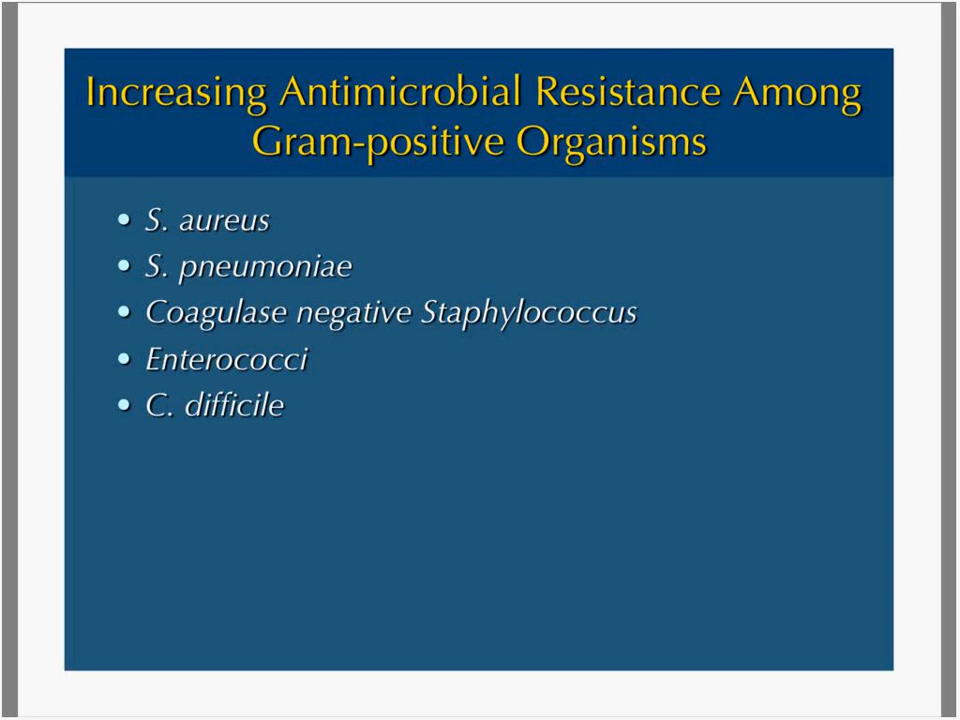 Increasing Antimicrobial Resistance Among
Gram-positive Organisms
• S. aureus
• S. pneumoniae
• Coagulase negative Staphylococcus
• Enterococci
• C. difficile